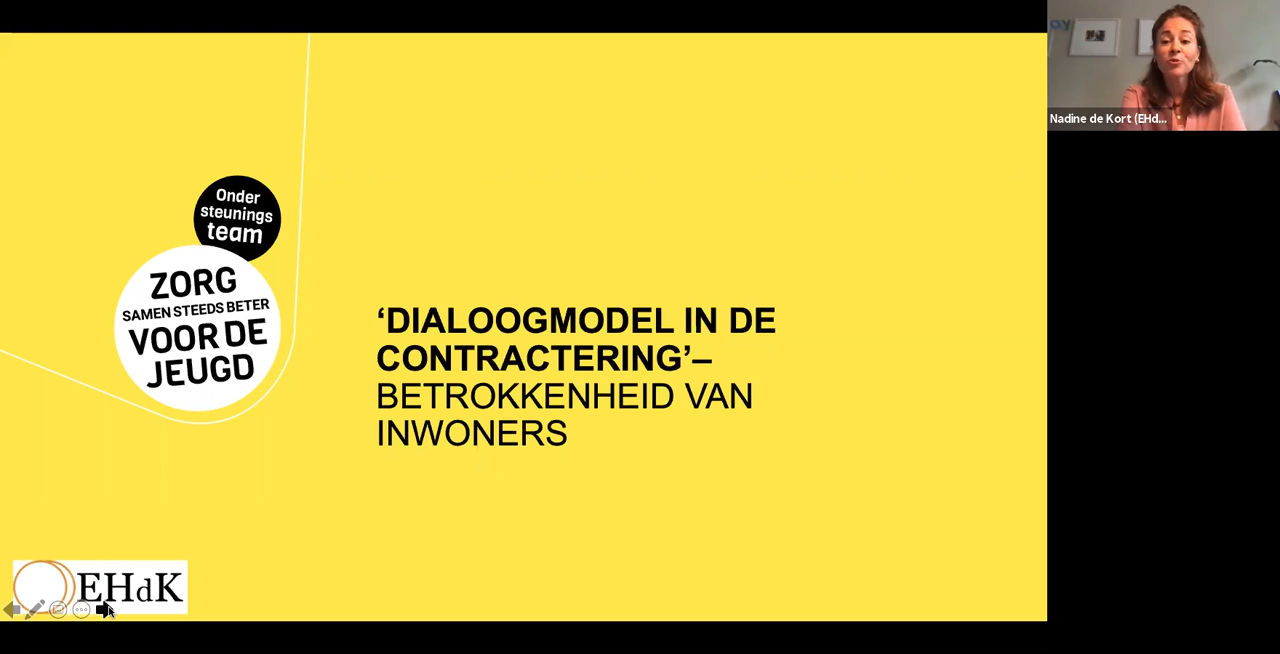 Nadine de Kort (EHd...
Onder
steunings
team
ZORG
SAMEN STEEDS BETER
VOOR DE
JEUGD
‘DIALOOGMODEL IN DE
CONTRACTERING’–
BETROKKENHEID VAN
INWONERS
EHdK